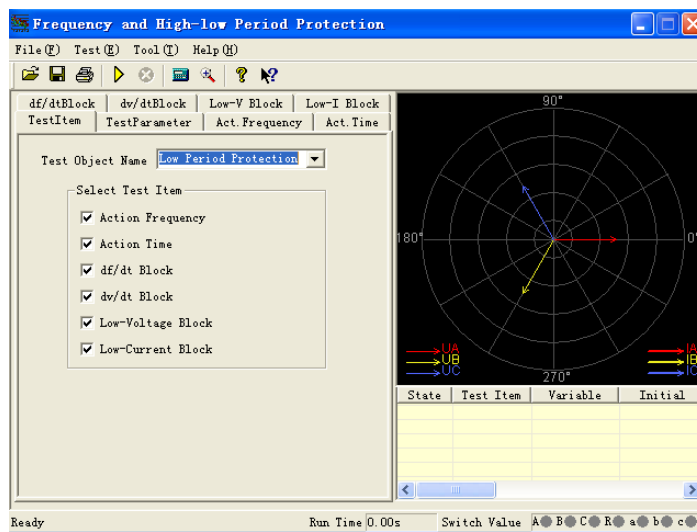 Frequency and High-low Period Protection
File(F) Test(E) Tool(T) Help(H)
df/dtBlock dv/dtBlock Low-V Block Low-I Block
TestItem TestParameter Act.Frequency Act.Time
Test Object Name Low Period Protection
Select Test Item
Action Frequency
Action Time
df/dt Block
dv/dt Block
Low-Voltage Block
Low-Current Block
90°
180° 0°
270°
UA IA
UB IB
UC IC
State Test Item Variable Initial
Ready Run Time 0.00s Switch Value A B C R a b c